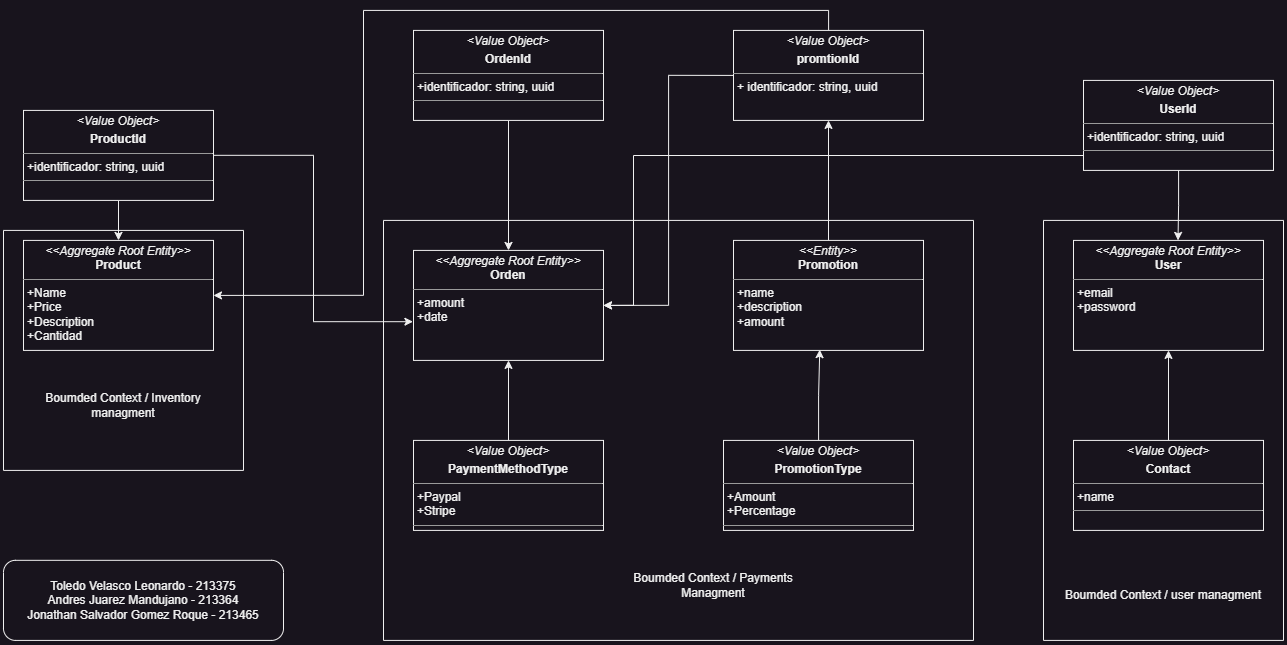 <Value Object>
OrdenId
+identificador: string, uuid
<Value Object>
promtionId
+ identificador: string, uuid
<Value Object>
UserId
+identificador: string, uuid
<Value Object>
ProductId
+identificador: string, uuid
<<Aggregate Root Entity>>
Product
+Name
+Price
+Description
+Cantidad
Boumded Context / Inventory
managment
<<Aggregate Root Entity>>
Orden
+amount
+date
<<Entity>>
Promotion
+name
+description
+amount
<<Aggregate Root Entity>>
User
+email
+password
<Value Object>
PaymentMethodType
+Paypal
+Stripe
<Value Object>
PromotionType
+Amount
+Percentage
<Value Object>
Contact
+name
Boumded Context / Payments
Managment
Boumded Context / user managment
Toledo Velasco Leonardo - 213375
Andres Juarez Mandujano - 213364
Jonathan Salvador Gomez Roque - 213465